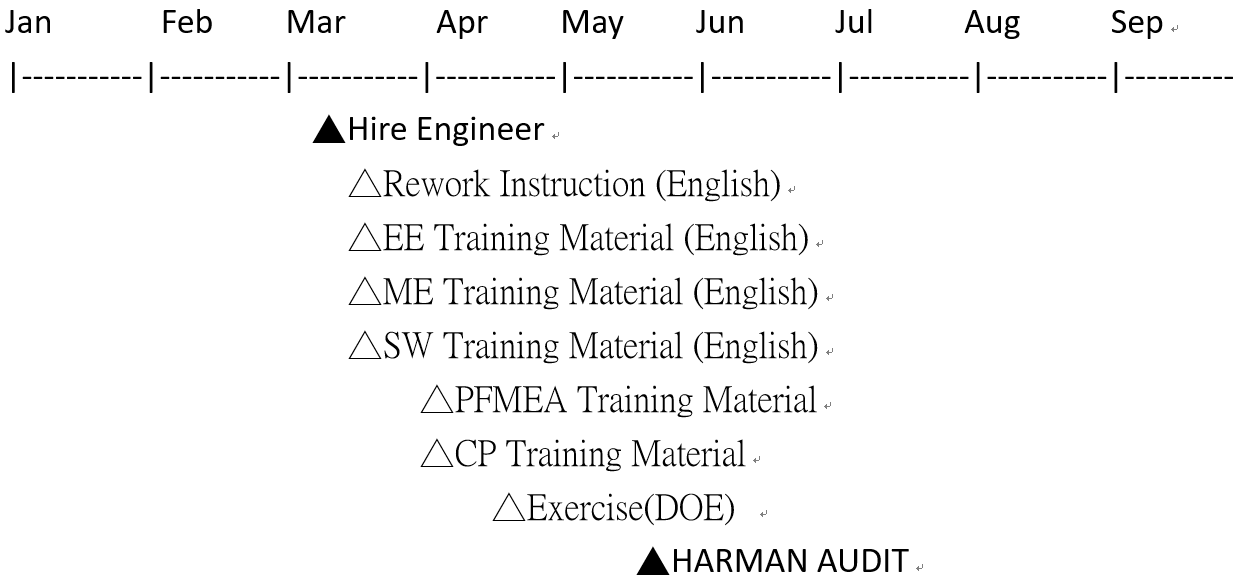 Jan Feb Mar Apr May Jun Jul Aug Sep
|-----------|-----------|-----------|-----------|-----------|-----------|-----------|-----------|----------
▲Hire Engineer
△Rework Instruction (English)
△EE Training Material (English)
△ME Training Material (English)
△SW Training Material (English)
△PFMEA Training Material
△CP Training Material
△Exercise(DOE)
▲HARMAN AUDIT